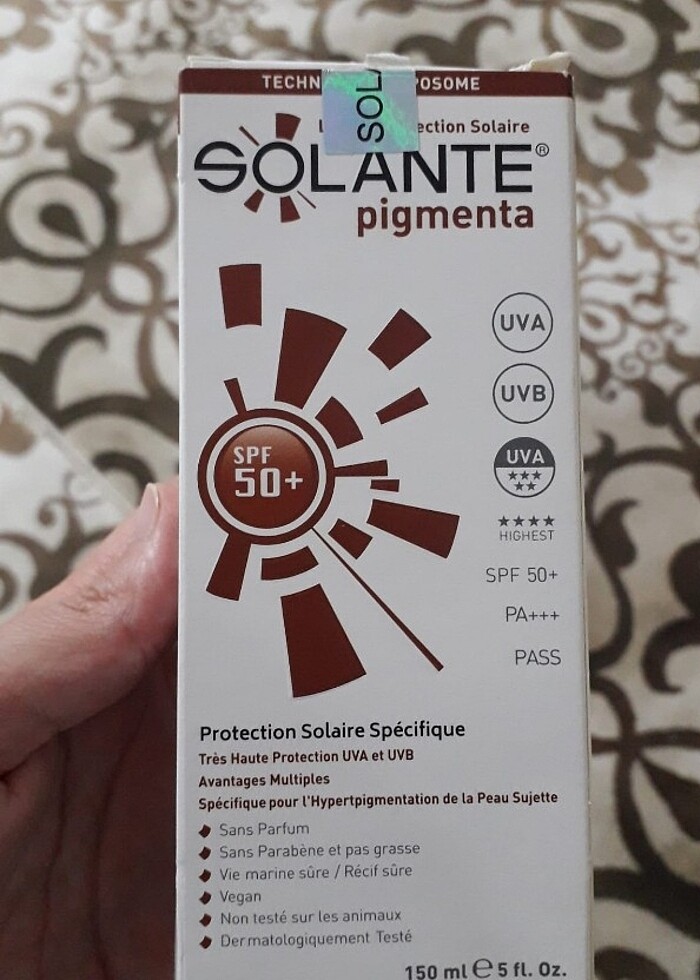 TECHN POSOME
SOL
ection Solaire
SOLANTE®
pigmenta
UVA
UVB
SPF
50+
UVA
★★★
★★
★★★★
HIGHEST
SPF 50+
PA+++
PASS
Protection Solaire Spécifique
Très Haute Protection UVA et UVB
Avantages Multiples
Spécifique pour l'Hypertpigmentation de la Peau Sujette
Sans Parfum
Sans Parabène et pas grasse
Vie marine sûre / Récif sûre
Vegan
Non testé sur les animaux
Dermatologiquement Testé
150 ml ℮ 5 fl. Oz.